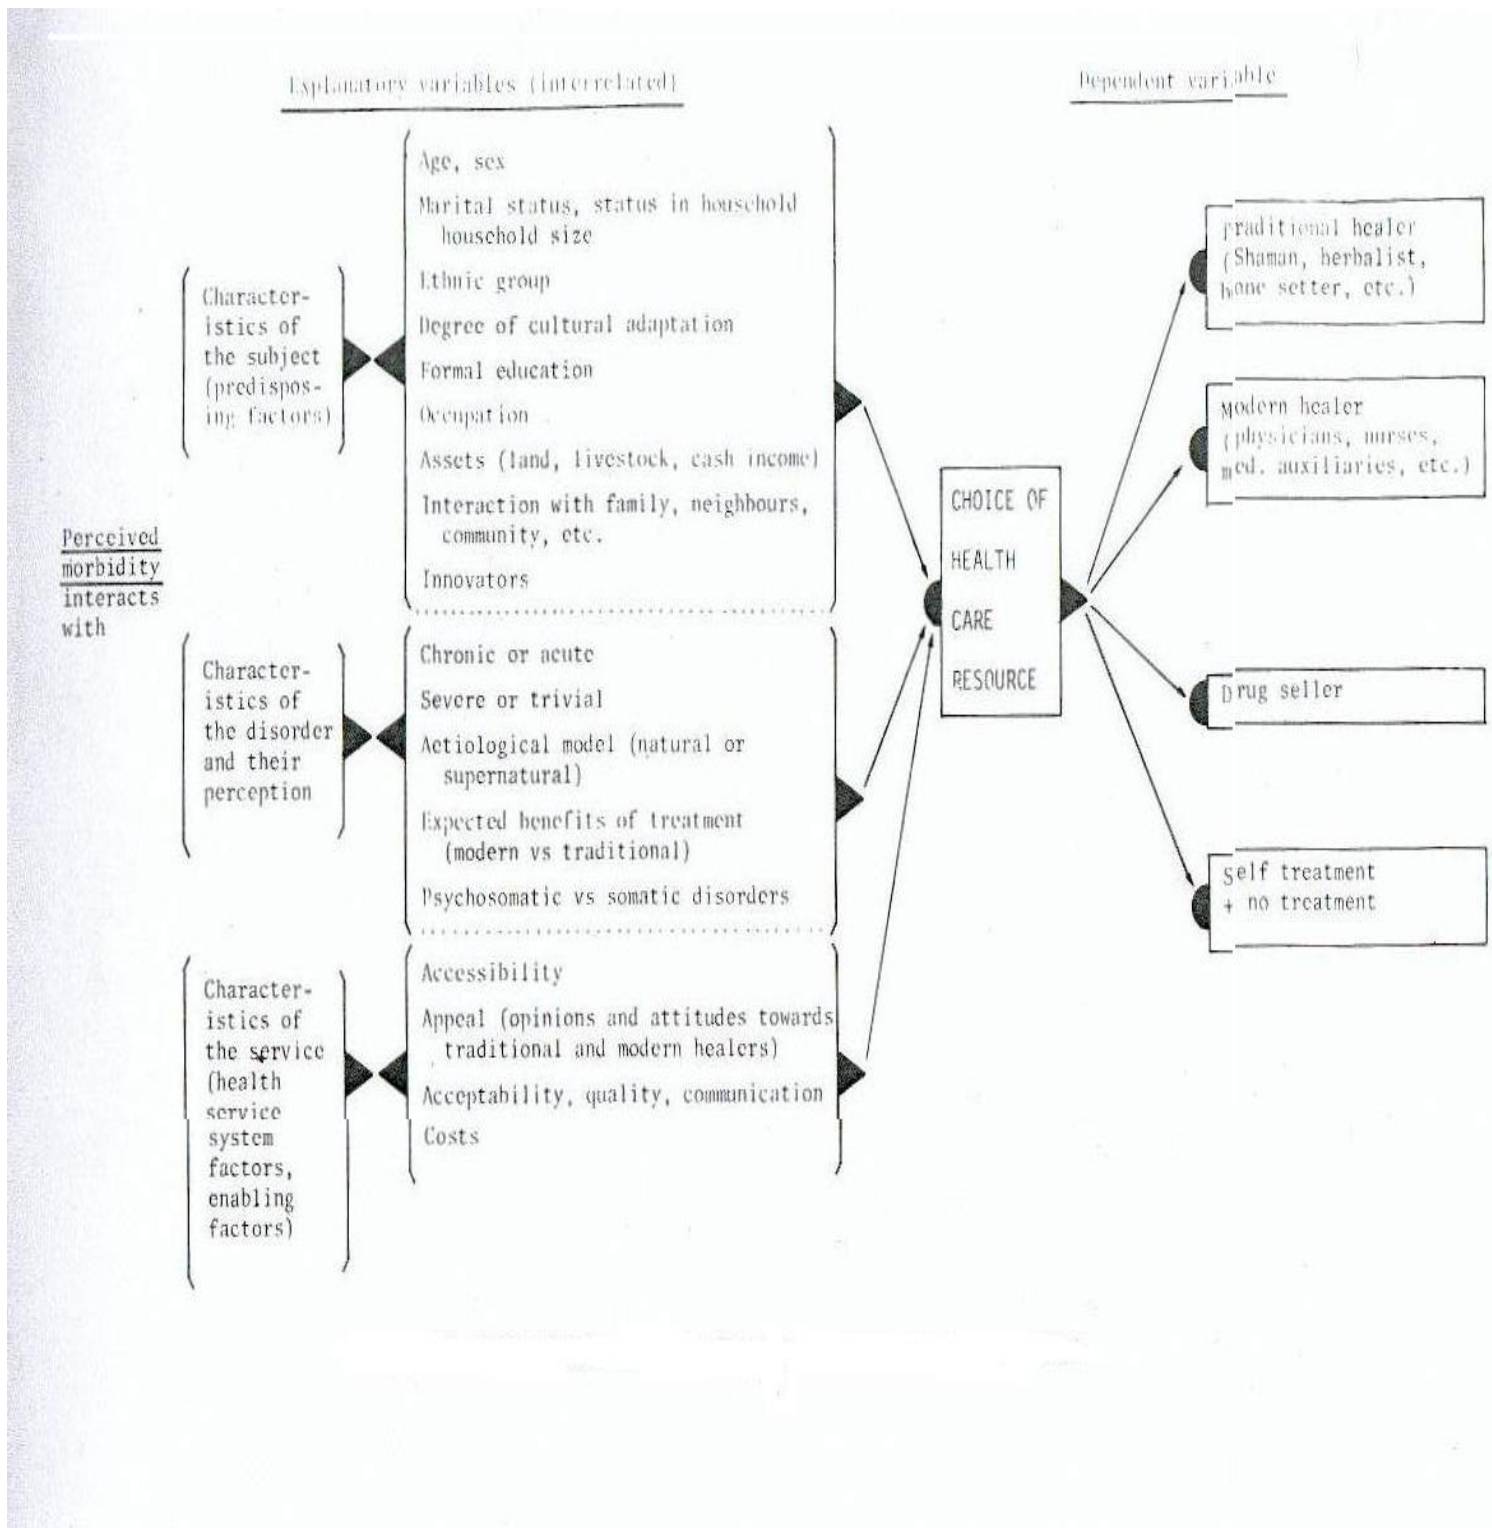 Explanatory variables (interrelated)
Dependent variable
Perceived
morbidity
interacts
with
Character-
istics of
the subject
(predispos-
ing factors)
Age, sex
Marital status, status in household
household size
Ethnic group
Degree of cultural adaptation
Formal education
Occupation
Assets (land, livestock, cash income)
Interaction with family, neighbours,
community, etc.
Innovators
Character-
istics of
the disorder
and their
perception
Chronic or acute
Severe or trivial
Aetiological model (natural or
supernatural)
Expected benefits of treatment
(modern vs traditional)
Psychosomatic vs somatic disorders
Character-
istics of
the service
(health
service
system
factors,
enabling
factors)
Accessibility
Appeal (opinions and attitudes towards
traditional and modern healers)
Acceptability, quality, communication
Costs
CHOICE OF
HEALTH
CARE
RESOURCE
Traditional healer
(Shaman, herbalist,
bone setter, etc.)
Modern healer
(physicians, nurses,
med. auxiliaries, etc.)
Drug seller
Self treatment
+ no treatment